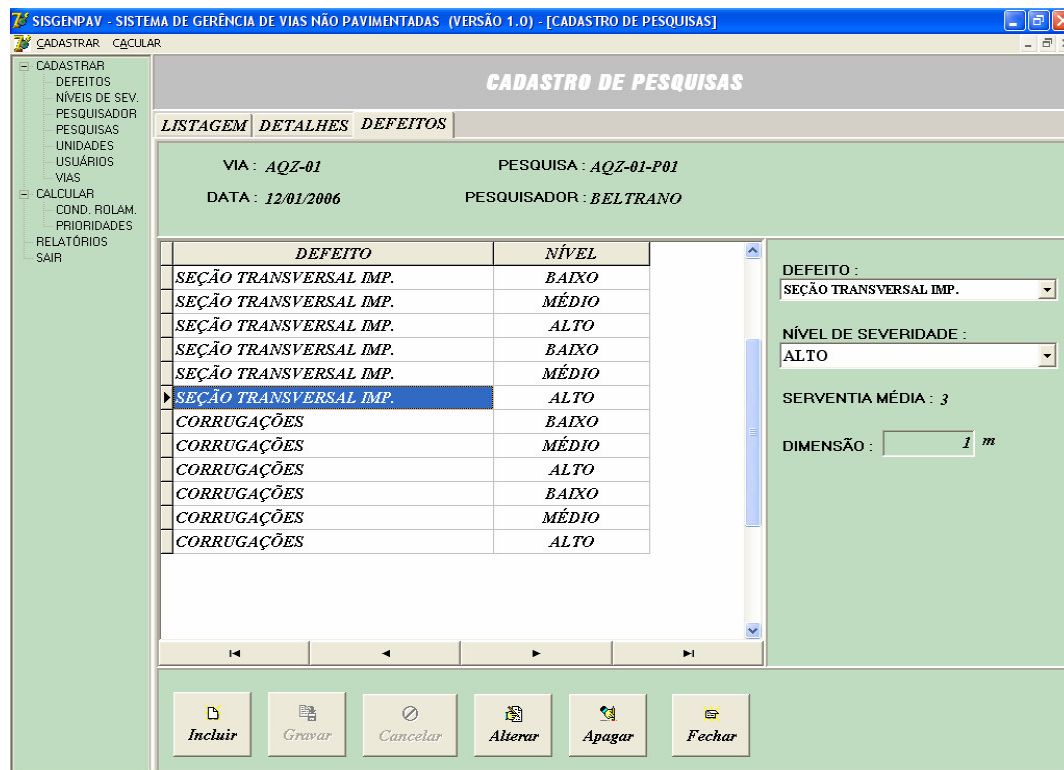 SISGENPAV - SISTEMA DE GERÊNCIA DE VIAS NÃO PAVIMENTADAS (VERSÃO 1.0) - [CADASTRO DE PESQUISAS]
CADASTRAR CACULAR
CADASTRAR
DEFEITOS
NÍVEIS DE SEV.
PESQUISADOR
PESQUISAS
UNIDADES
USUÁRIOS
VIAS
CALCULAR
COND. ROLAM.
PRIORIDADES
RELATÓRIOS
SAIR
CADASTRO DE PESQUISAS
LISTAGEM DETALHES DEFEITOS
VIA : AQZ-01 PESQUISA : AQZ-01-P01
DATA : 12/01/2006 PESQUISADOR : BELTRANO
DEFEITO NÍVEL
SEÇÃO TRANSVERSAL IMP. BAIXO
SEÇÃO TRANSVERSAL IMP. MÉDIO
SEÇÃO TRANSVERSAL IMP. ALTO
SEÇÃO TRANSVERSAL IMP. BAIXO
SEÇÃO TRANSVERSAL IMP. MÉDIO
SEÇÃO TRANSVERSAL IMP. ALTO
CORRUGAÇÕES BAIXO
CORRUGAÇÕES MÉDIO
CORRUGAÇÕES ALTO
CORRUGAÇÕES BAIXO
CORRUGAÇÕES MÉDIO
CORRUGAÇÕES ALTO
DEFEITO :
SEÇÃO TRANSVERSAL IMP.
NÍVEL DE SEVERIDADE :
ALTO
SERVENTIA MÉDIA : 3
DIMENSÃO : 1 m
Incluir Gravar Cancelar Alterar Apagar Fechar